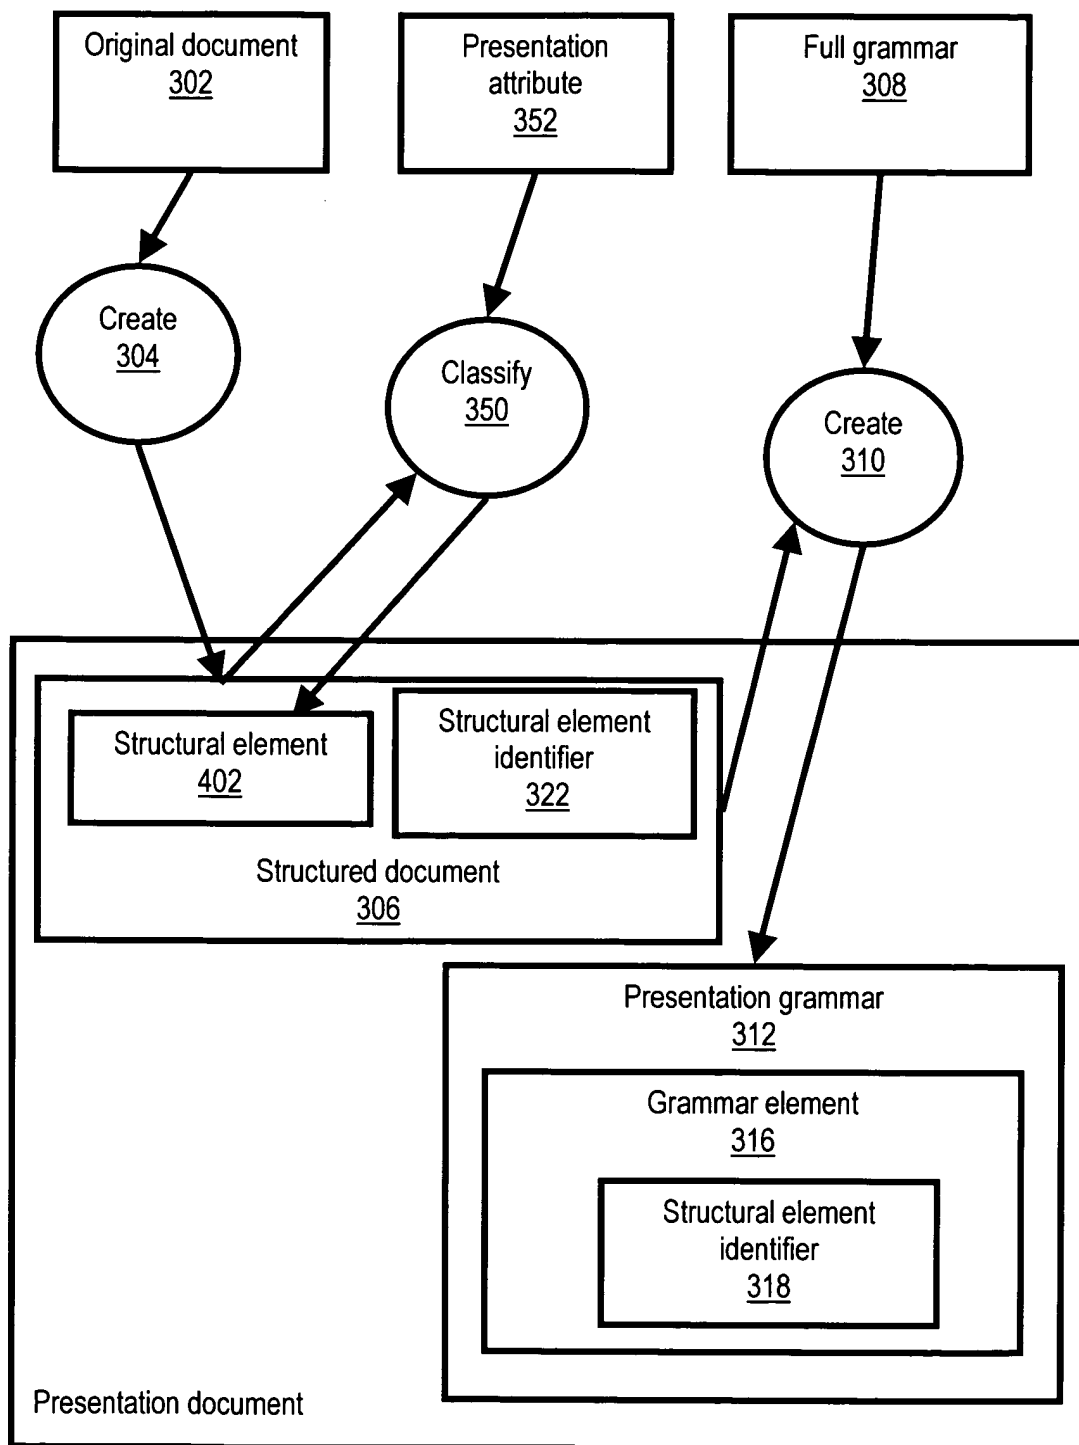 Original document
302
Presentation
attribute
352
Full grammar
308
Create
304
Classify
350
Create
310
Structural element
402
Structural element
identifier
322
Structured document
306
Presentation grammar
312
Grammar element
316
Structural element
identifier
318
Presentation document